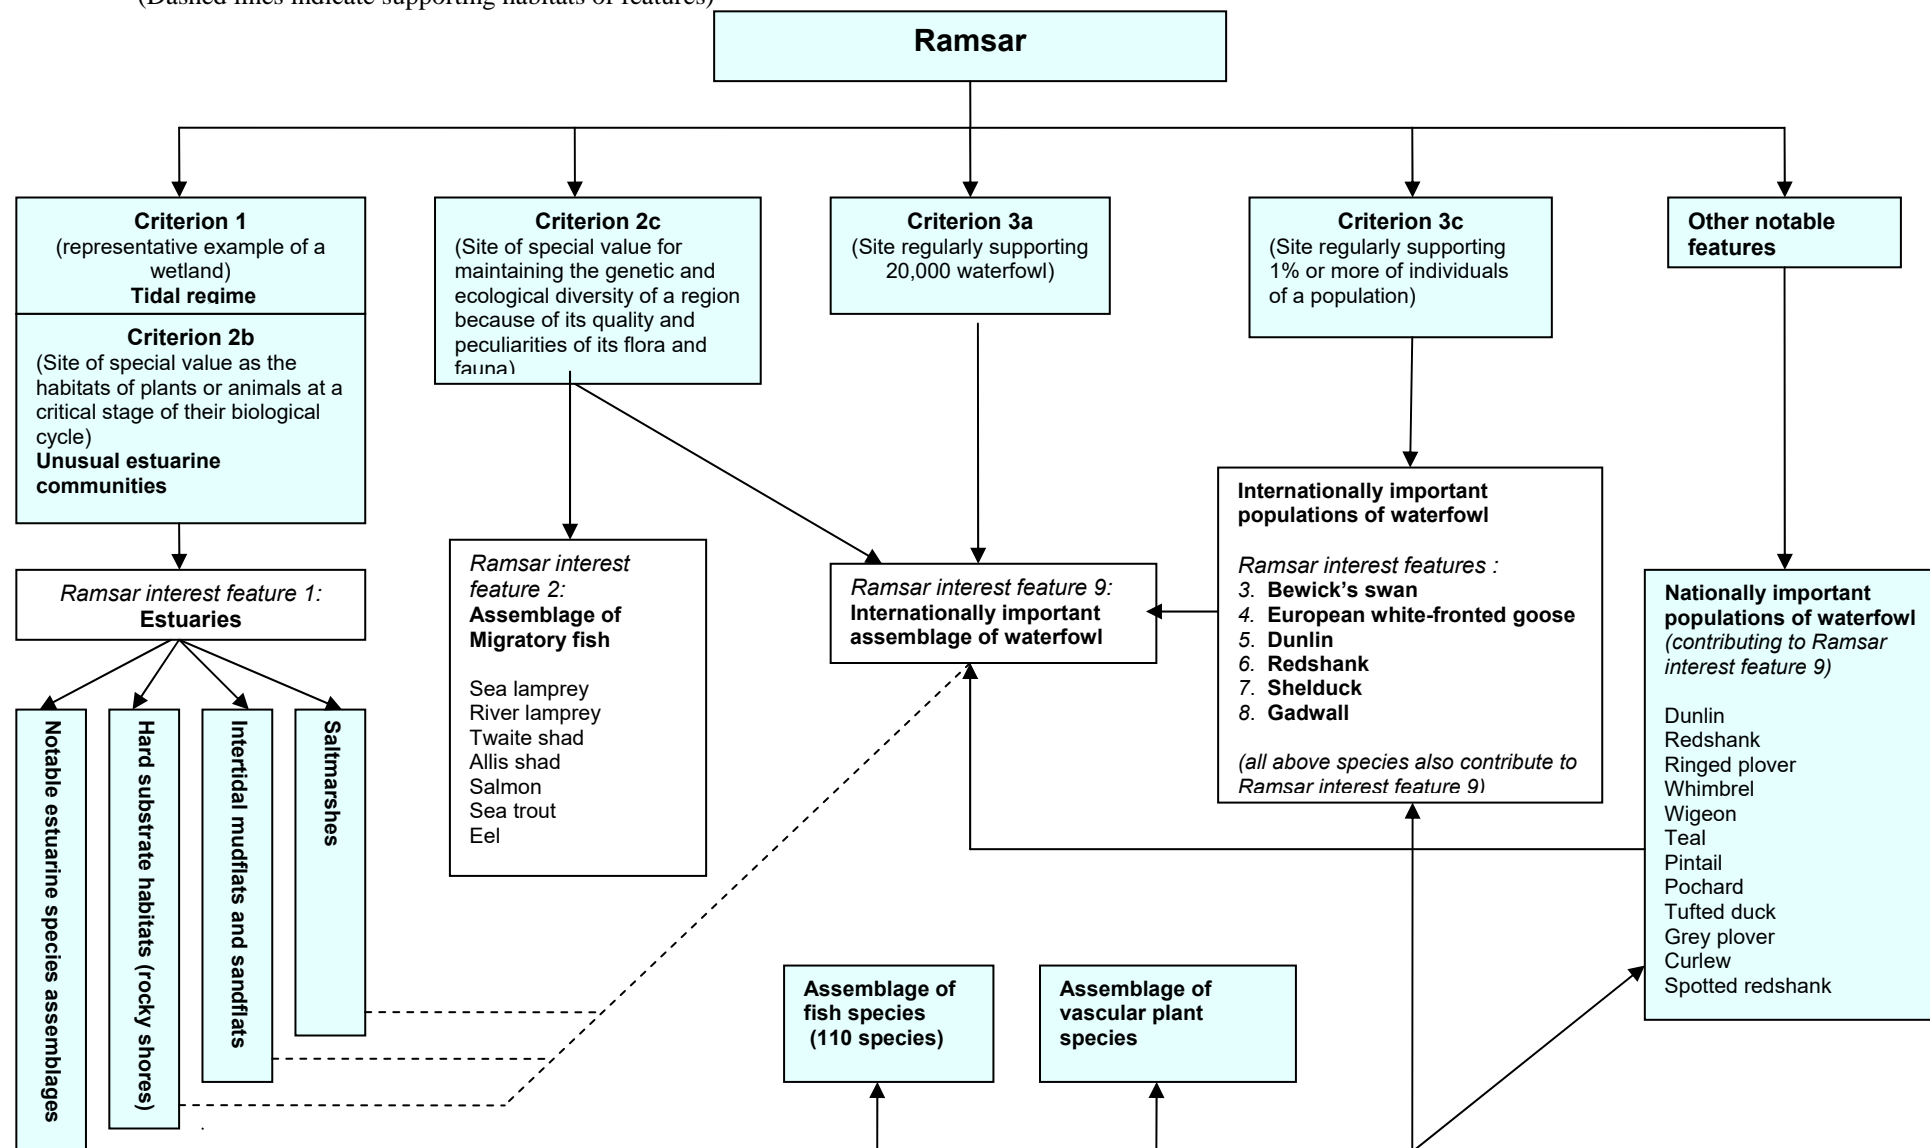 (Dashed lines indicate supporting habitats or features)
Ramsar
Criterion 1
(representative example of a
wetland)
Tidal regime
Criterion 2b
(Site of special value as the
habitats of plants or animals at a
critical stage of their biological
cycle)
Unusual estuarine
communities
Criterion 2c
(Site of special value for
maintaining the genetic and
ecological diversity of a region
because of its quality and
peculiarities of its flora and
fauna)
Criterion 3a
(Site regularly supporting
20,000 waterfowl)
Criterion 3c
(Site regularly supporting
1% or more of individuals
of a population)
Other notable
features
Ramsar interest feature 1:
Estuaries
Ramsar interest
feature 2:
Assemblage of
Migratory fish
Sea lamprey
River lamprey
Twaite shad
Allis shad
Salmon
Sea trout
Eel
Ramsar interest feature 9:
Internationally important
assemblage of waterfowl
Internationally important
populations of waterfowl
Ramsar interest features :
3. Bewick’s swan
4. European white-fronted goose
5. Dunlin
6. Redshank
7. Shelduck
8. Gadwall
(all above species also contribute to
Ramsar interest feature 9)
Nationally important
populations of waterfowl
(contributing to Ramsar
interest feature 9)
Dunlin
Redshank
Ringed plover
Whimbrel
Wigeon
Teal
Pintail
Pochard
Tufted duck
Grey plover
Curlew
Spotted redshank
Notable estuarine species assemblages
Hard substrate habitats (rocky shores)
Intertidal mudflats and sandflats
Saltmarshes
Assemblage of
fish species
(110 species)
Assemblage of
vascular plant
species